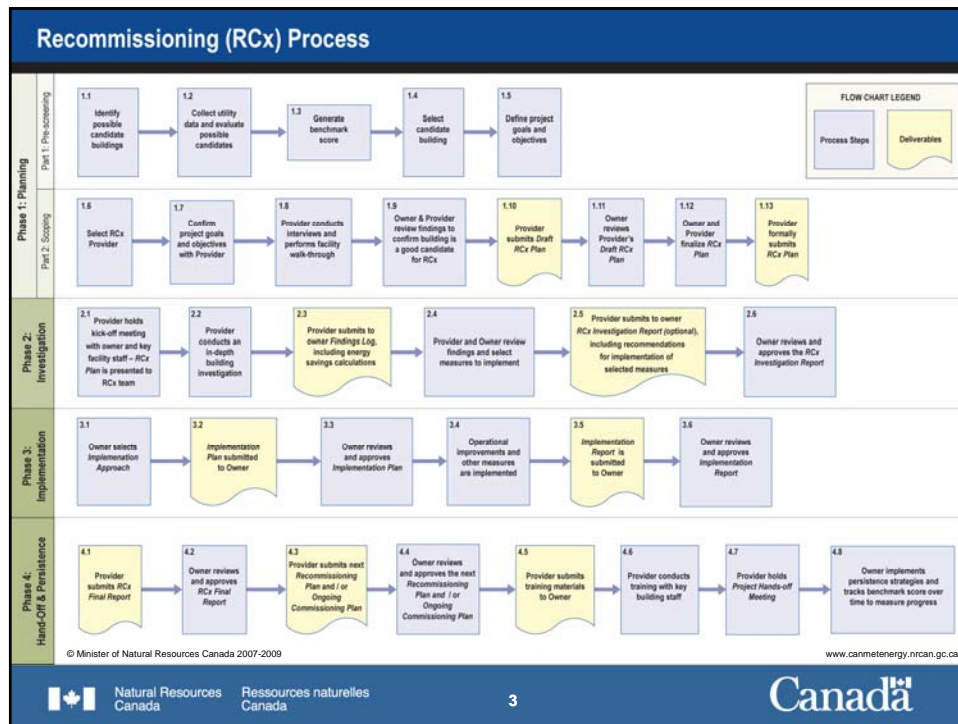 Recommissioning (RCx) Process
Phase 1: Planning
Part 1: Pre-screening
1.1
Identify
possible
candidate
buildings
1.2
Collect utility
data and evaluate
possible
candidates
1.3
Generate
benchmark
score
1.4
Select
candidate
building
1.5
Define project
goals and
objectives
FLOW CHART LEGEND
Process Steps
Deliverables
Part 2: Scoping
1.6
Select RCx
Provider
1.7
Confirm
project goals
and objectives
with Provider
1.8
Provider conducts
interviews and
performs facility
walk-through
1.9
Owner & Provider
review findings to
confirm building is
a good candidate
for RCx
1.10
Provider
submits Draft
RCx Plan
1.11
Owner
reviews
Provider's
Draft RCx
Plan
1.12
Owner and
Provider
finalize RCx
Plan
1.13
Provider
formally
submits
RCx Plan
Phase 2:
Investigation
2.1
Provider holds
kick-off meeting
with owner and key
facility staff – RCx
Plan is presented to
RCx team
2.2
Provider
conducts an
in-depth
building
investigation
2.3
Provider submits to
owner Findings Log,
including energy
savings calculations
2.4
Provider and Owner review
findings and select
measures to implement
2.5
Provider submits to owner
RCx Investigation Report (optional),
including recommendations
for implementation of
selected measures
2.6
Owner reviews and
approves the RCx
Investigation Report
Phase 3:
Implementation
3.1
Owner selects
Implemenation
Approach
3.2
Implementation
Plan submitted
to Owner
3.3
Owner reviews
and approves
Implementation Plan
3.4
Operational
improvements and
other measures
are implemented
3.5
Implementation
Report is
submitted
to Owner
3.6
Owner reviews
and approves
Implementation
Report
Phase 4:
Hand-Off & Persistence
4.1
Provider
submits RCx
Final Report
4.2
Owner reviews
and approves
RCx Final
Report
4.3
Provider submits next
Recommissioning
Plan and / or
Ongoing
Commissioning Plan
4.4
Owner reviews
and approves the next
Recommissioning
Plan and / or
Ongoing
Commissioning Plan
4.5
Provider submits
training materials
to Owner
4.6
Provider conducts
training with key
building staff
4.7
Provider holds
Project Hands-off
Meeting
4.8
Owner implements
persistence strategies and
tracks benchmark score over
time to measure progress
© Minister of Natural Resources Canada 2007-2009
www.canmetenergy.nrcan.gc.ca
Natural Resources Canada
Ressources naturelles Canada
3
Canada